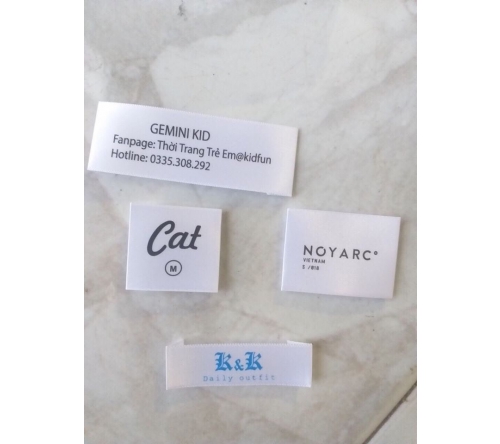 GEMINI KID
Fanpage: Thời Trang Trẻ Em@kidfun
Hotline: 0335.308.292
Cat
M
NOYARC°
VIETNAM
K&K
Daily outfit